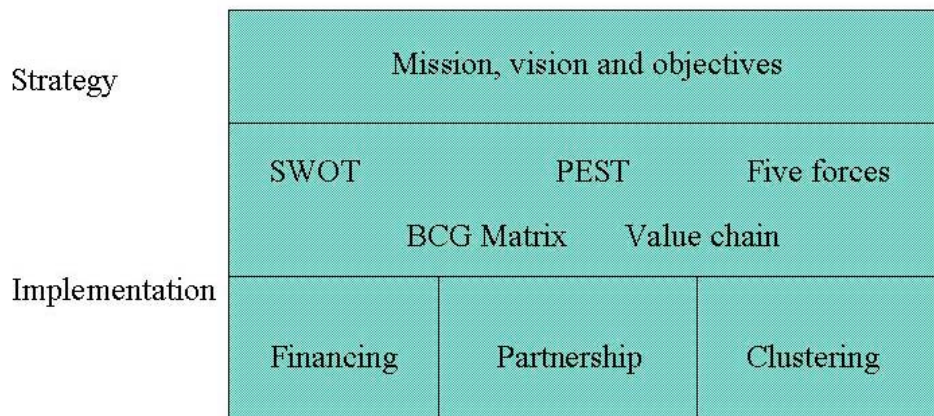 Strategy
Mission, vision and objectives
SWOT PEST Five forces
BCG Matrix Value chain
Implementation
Financing Partnership Clustering